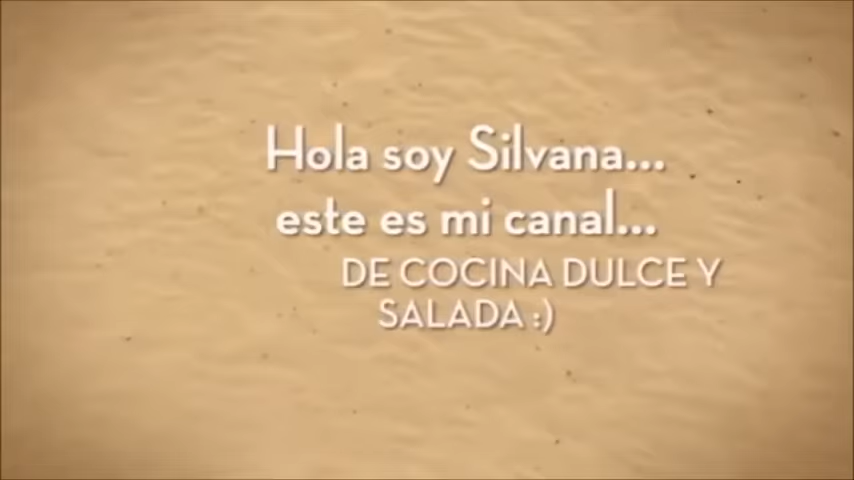 Hola soy Silvana...
este es mi canal...
DE COCINA DULCE Y
SALADA :)